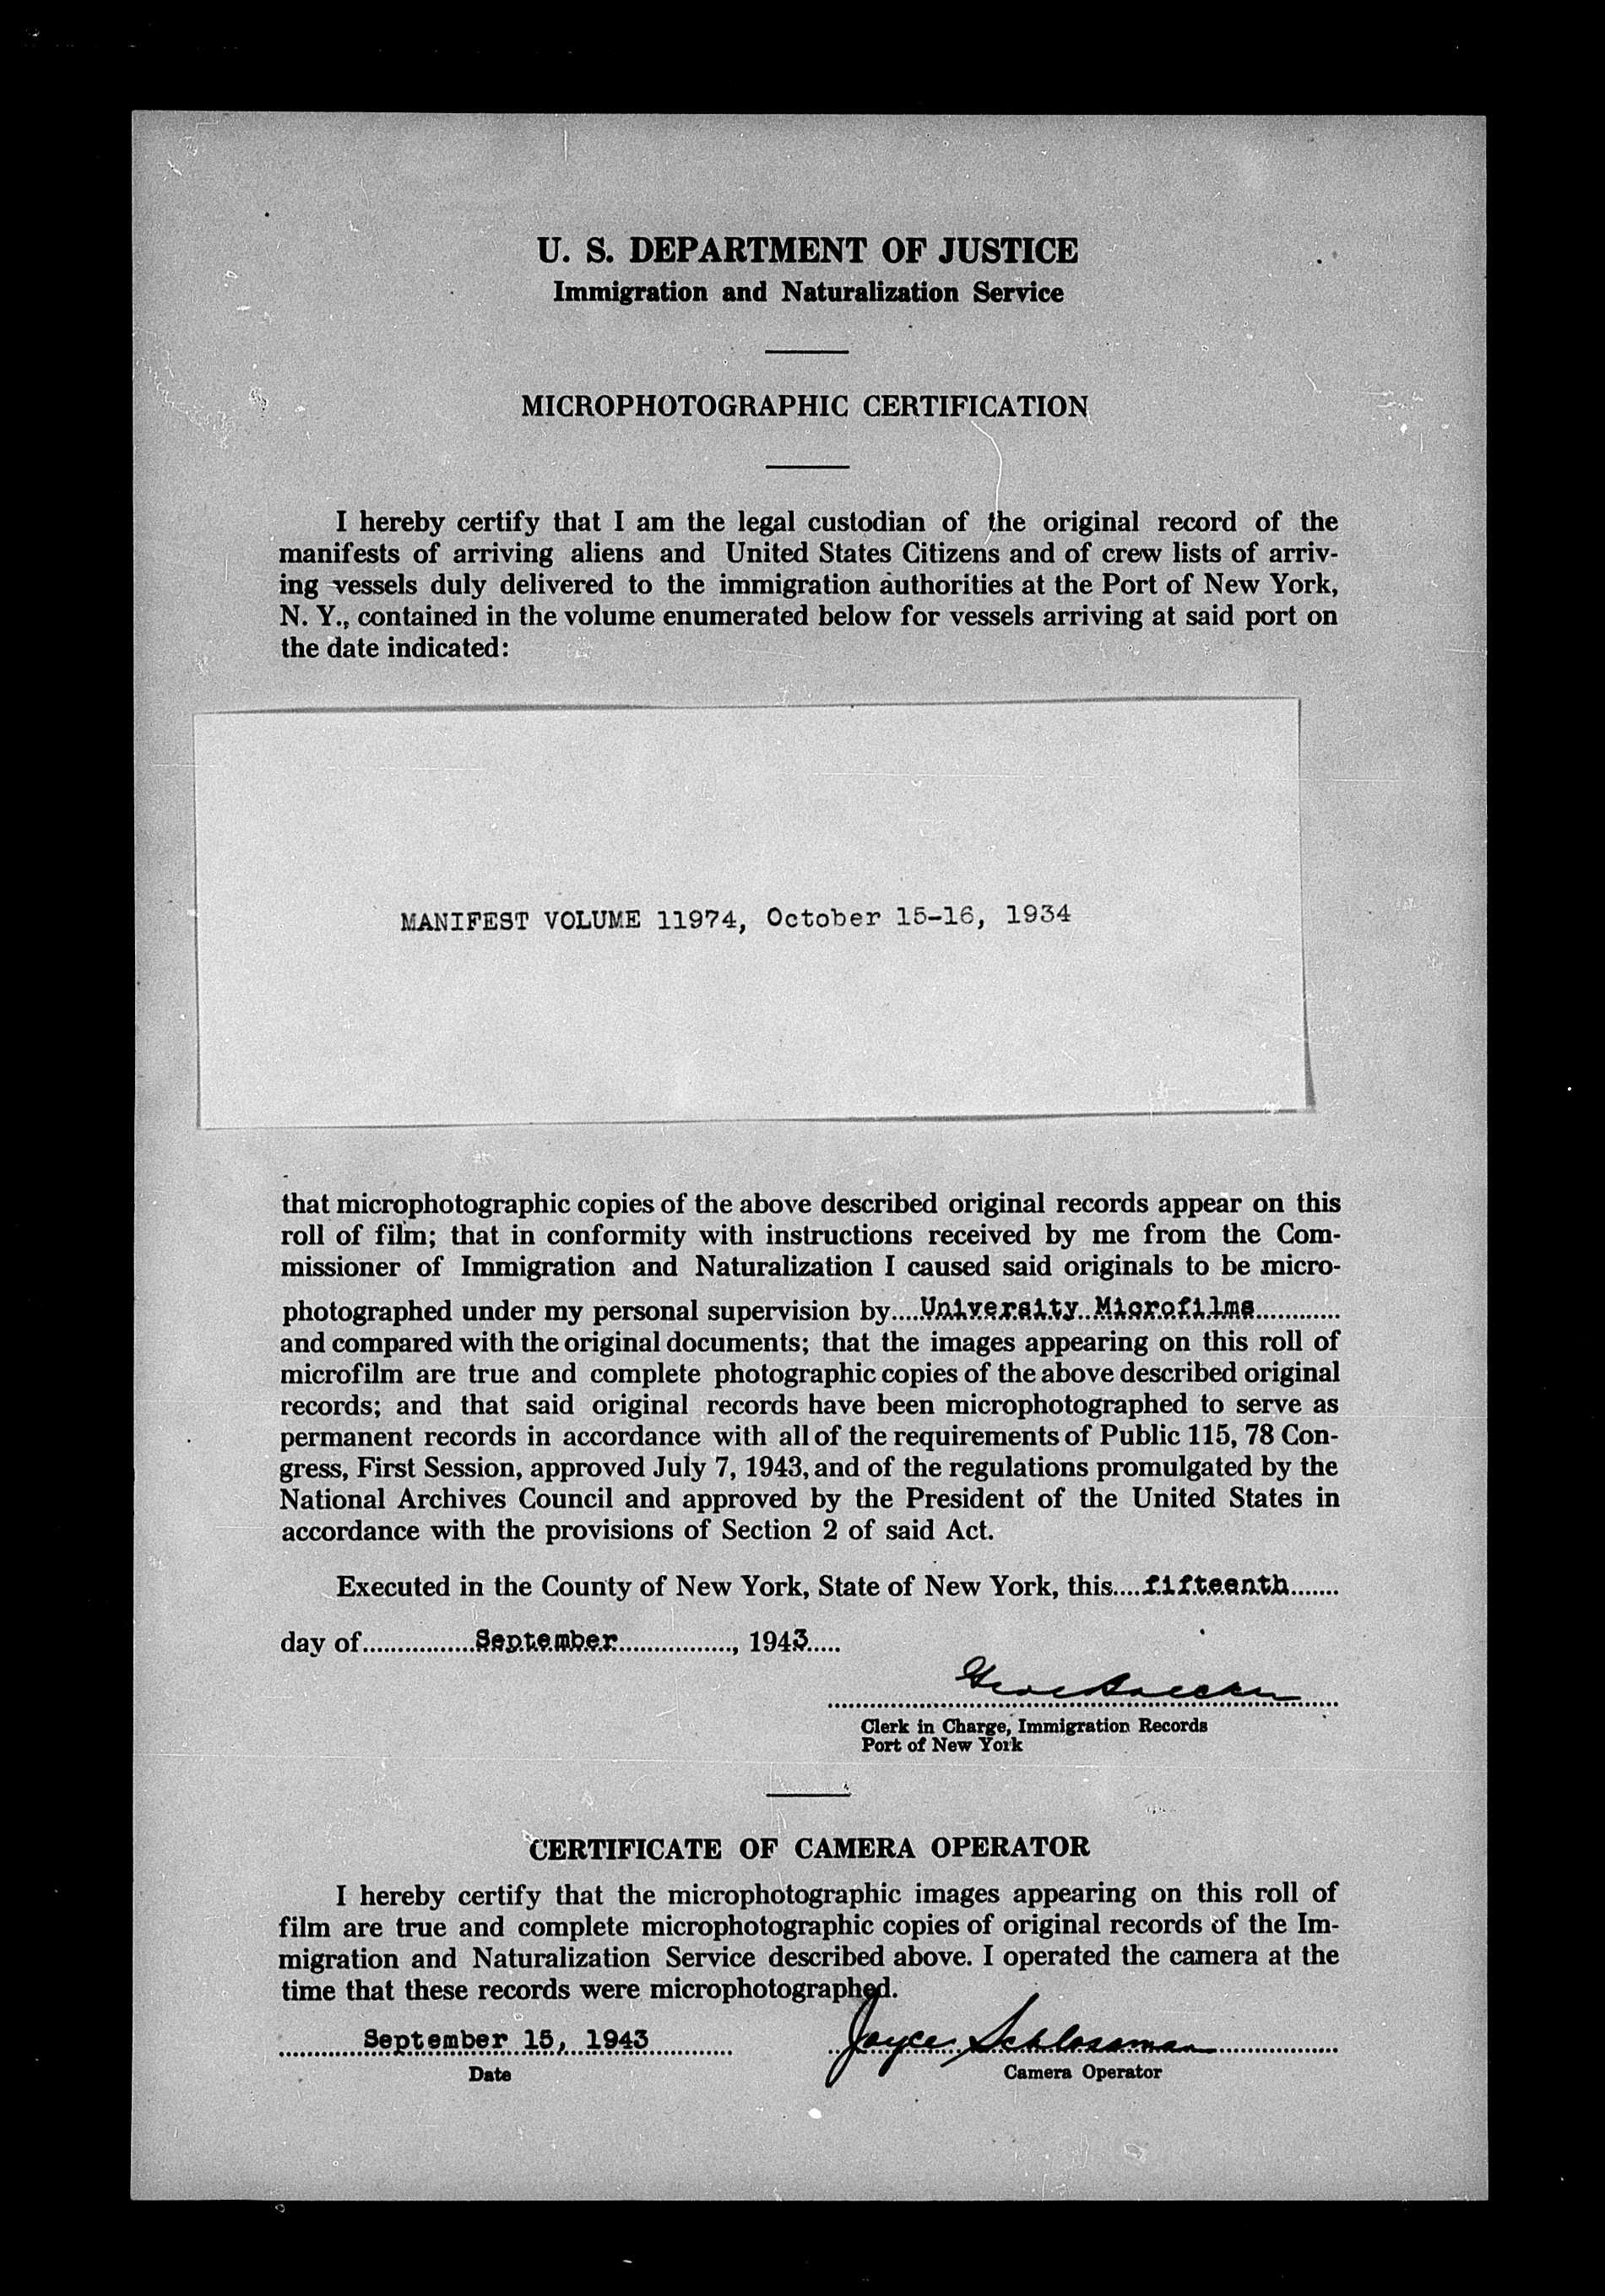 U. S. DEPARTMENT OF JUSTICE
Immigration and Naturalization Service
MICROPHOTOGRAPHIC CERTIFICATION
I hereby certify that I am the legal custodian of the original record of the
manifests of arriving aliens and United States Citizens and of crew lists of arriv-
ing vessels duly delivered to the immigration authorities at the Port of New York,
N. Y., contained in the volume enumerated below for vessels arriving at said port on
the date indicated:
MANIFEST VOLUME 11974, October 15-16, 1934
that microphotographic copies of the above described original records appear on this
roll of film; that in conformity with instructions received by me from the Com-
missioner of Immigration and Naturalization I caused said originals to be micro-
photographed under my personal supervision by....University Microfilms............
and compared with the original documents; that the images appearing on this roll of
microfilm are true and complete photographic copies of the above described original
records; and that said original records have been microphotographed to serve as
permanent records in accordance with all of the requirements of Public 115, 78 Con-
gress, First Session, approved July 7, 1943, and of the regulations promulgated by the
National Archives Council and approved by the President of the United States in
accordance with the provisions of Section 2 of said Act.
Executed in the County of New York, State of New York, this....fifteenth.......
day of................September................, 1943.....
Clerk in Charge, Immigration Records
Port of New York
CERTIFICATE OF CAMERA OPERATOR
I hereby certify that the microphotographic images appearing on this roll of
film are true and complete microphotographic copies of original records of the Im-
migration and Naturalization Service described above. I operated the camera at the
time that these records were microphotographed.
September 15, 1943 Joyce Schlossman
Date Camera Operator